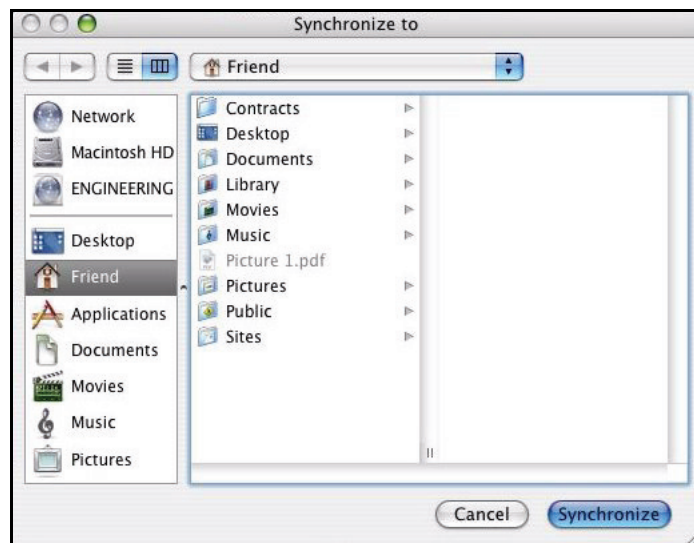 Synchronize to
Friend
Network
Macintosh HD
ENGINEERING
Desktop
Friend
Applications
Documents
Movies
Music
Pictures
Contracts
Desktop
Documents
Library
Movies
Music
Picture 1.pdf
Pictures
Public
Sites
Cancel
Synchronize